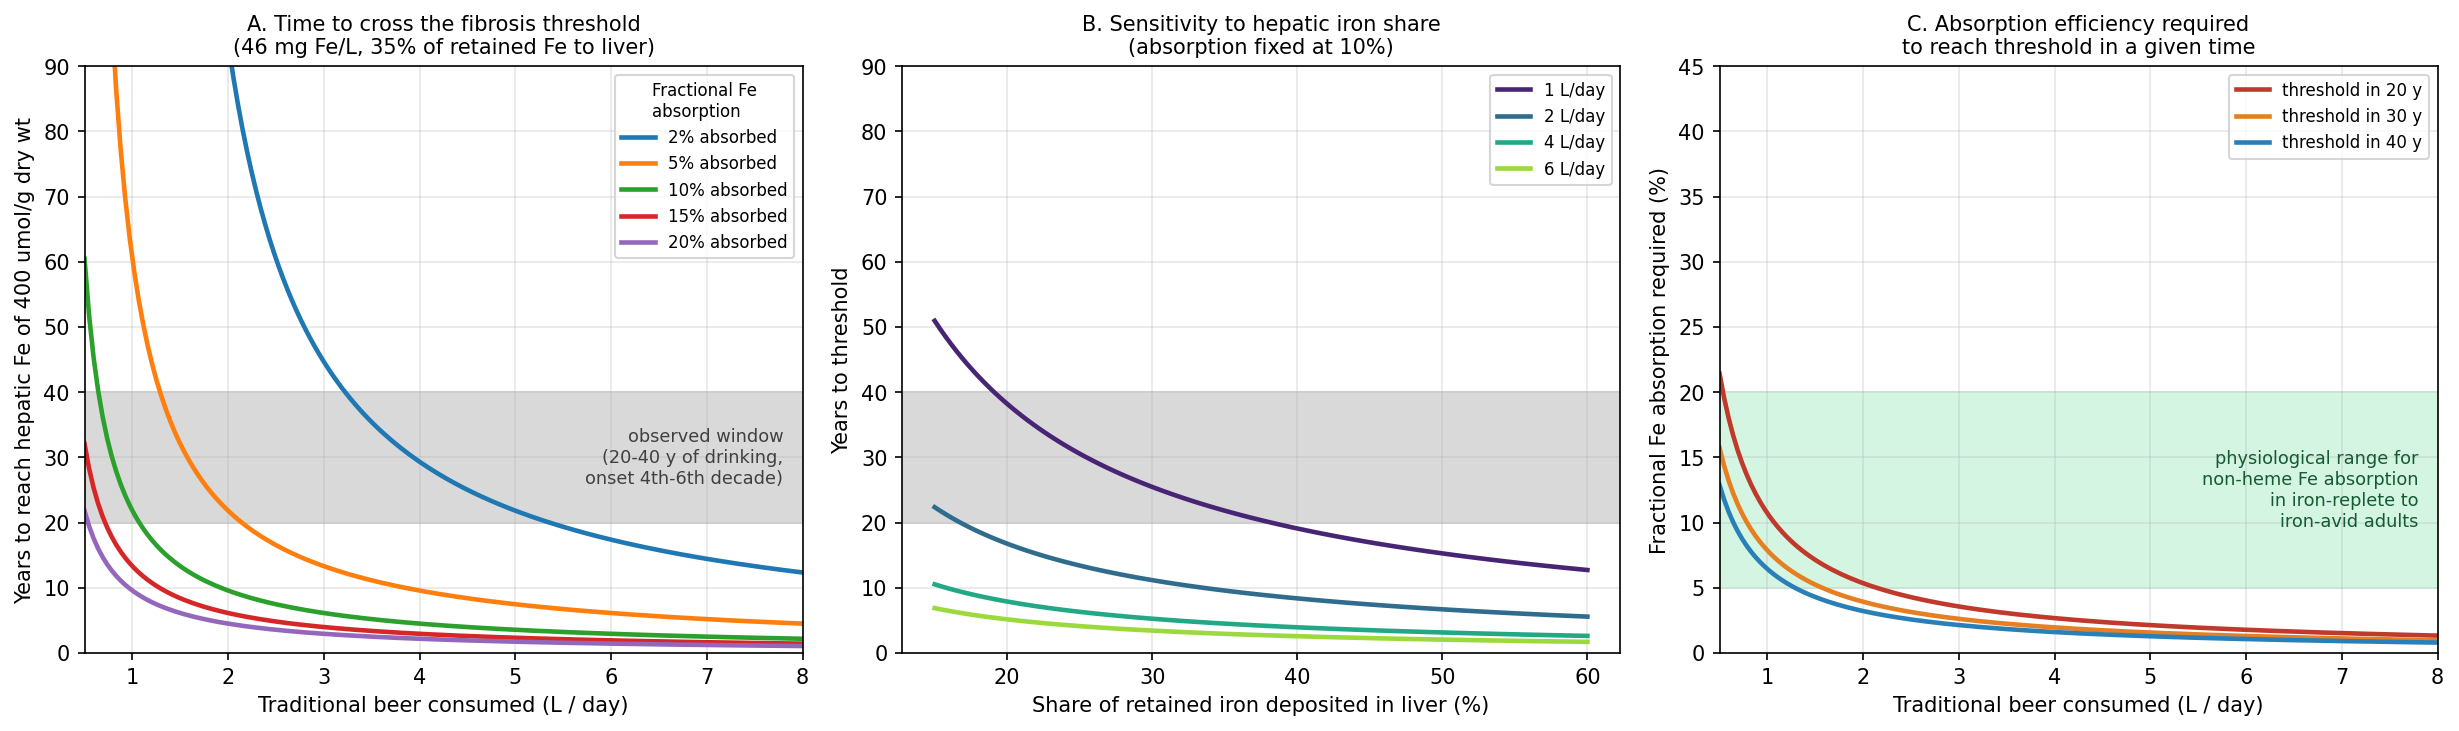 A. Time to cross the fibrosis threshold
(46 mg Fe/L, 35% of retained Fe to liver)
Years to reach hepatic Fe of 400 umol/g dry wt
90
80
70
60
50
40
30
20
10
0
Fractional Fe
absorption
2% absorbed
5% absorbed
10% absorbed
15% absorbed
20% absorbed
observed window
(20-40 y of drinking,
onset 4th-6th decade)
1 2 3 4 5 6 7 8
Traditional beer consumed (L / day)
B. Sensitivity to hepatic iron share
(absorption fixed at 10%)
Years to threshold
90
80
70
60
50
40
30
20
10
0
1 L/day
2 L/day
4 L/day
6 L/day
20 30 40 50 60
Share of retained iron deposited in liver (%)
C. Absorption efficiency required
to reach threshold in a given time
Fractional Fe absorption required (%)
45
40
35
30
25
20
15
10
5
0
threshold in 20 y
threshold in 30 y
threshold in 40 y
physiological range for
non-heme Fe absorption
in iron-replete to
iron-avid adults
1 2 3 4 5 6 7 8
Traditional beer consumed (L / day)